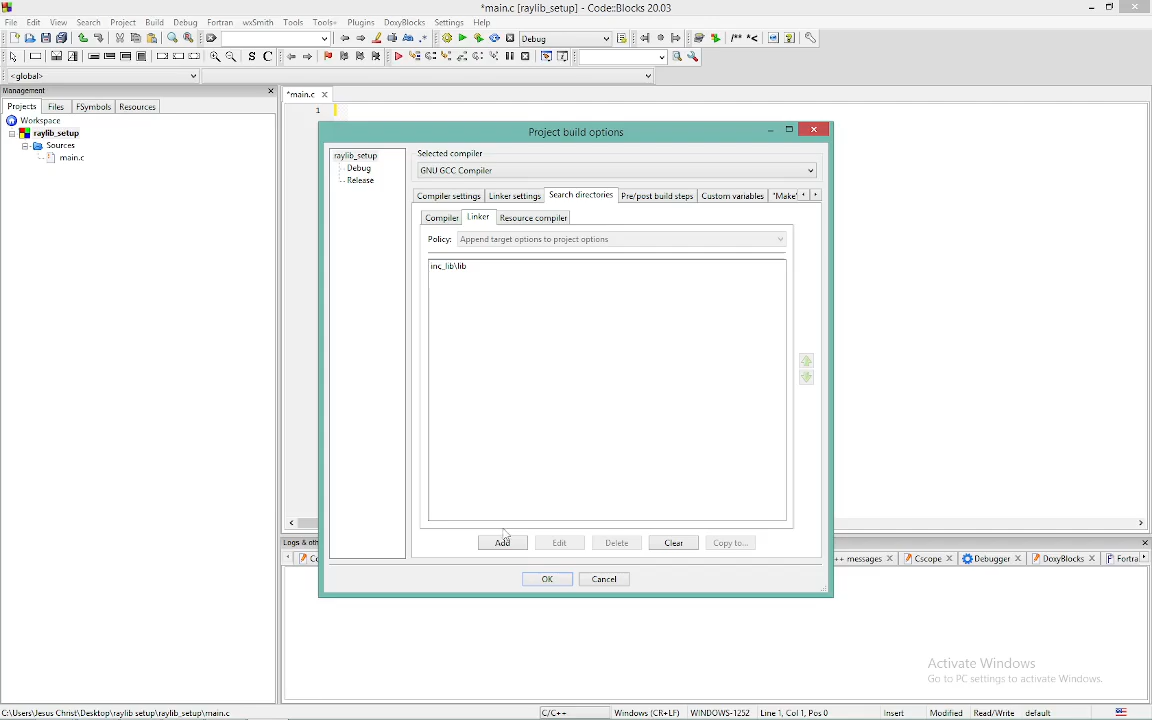 *main.c [raylib_setup] - Code::Blocks 20.03
File Edit View Search Project Build Debug Fortran wxSmith Tools Tools+ Plugins DoxyBlocks Settings Help
Debug
S C
/** *<
<global>
Management
Projects Files FSymbols Resources
Workspace
raylib_setup
Sources
main.c
*main.c
1
Project build options
raylib_setup
Debug
Release
Selected compiler
GNU GCC Compiler
Compiler settings Linker settings Search directories Pre/post build steps Custom variables "Make"
Compiler Linker Resource compiler
Policy: Append target options to project options
inc_lib\lib
Add Edit Delete Clear Copy to...
OK Cancel
Logs & oth
Co ++ messages Cscope Debugger DoxyBlocks Fortra
Activate Windows
Go to PC settings to activate Windows.
C:\Users\Jesus Christ\Desktop\raylib setup\raylib_setup\main.c C/C++ Windows (CR+LF) WINDOWS-1252 Line 1, Col 1, Pos 0 Insert Modified Read/Write default